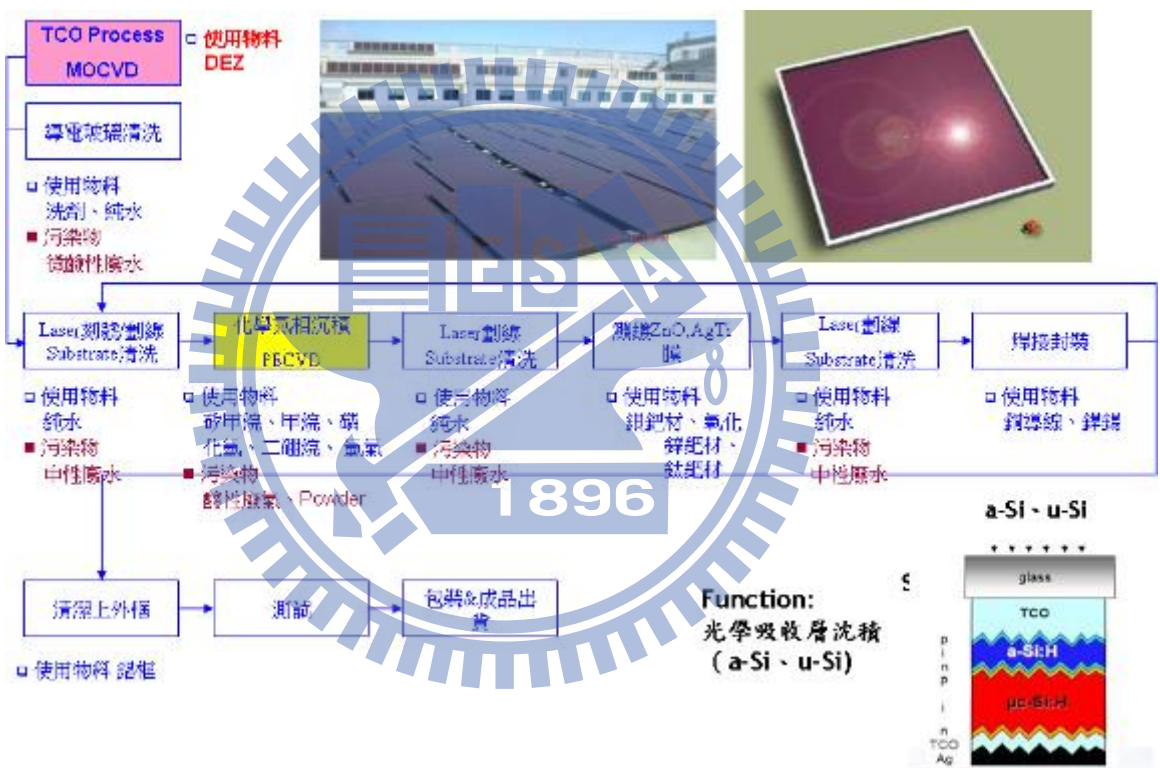 TCO Process
MOCVD
使用物料
DEZ
導電玻璃清洗
使用物料
洗劑、純水
污染物
微鹼性廢水
Laser刻號/劃線
Substrate清洗
化學氣相沉積
PECVD
Laser劃線
Substrate清洗
濺鍍ZnO,AgTi
膜
Laser劃線
Substrate清洗
焊接封裝
使用物料
純水
污染物
中性廢水
使用物料
矽甲烷、甲烷、磷
化氫、二硼烷、氫氣
污染物
酸性廢氣、Powder
使用物料
純水
污染物
中性廢水
使用物料
銀靶材、氧化
鋅靶材、
鈦靶材
使用物料
純水
污染物
中性廢水
使用物料
銅導線、銲錫
ESA
8
1896
清潔上外框
測試
包裝&成品出
貨
使用物料 鋁框
Function:
光學吸收層沈積
(a-Si、u-Si)
a-Si、u-Si
S
glass
TCO
a-Si:H
μc-Si:H
p
i
n
p
i
n
TCO
Ag